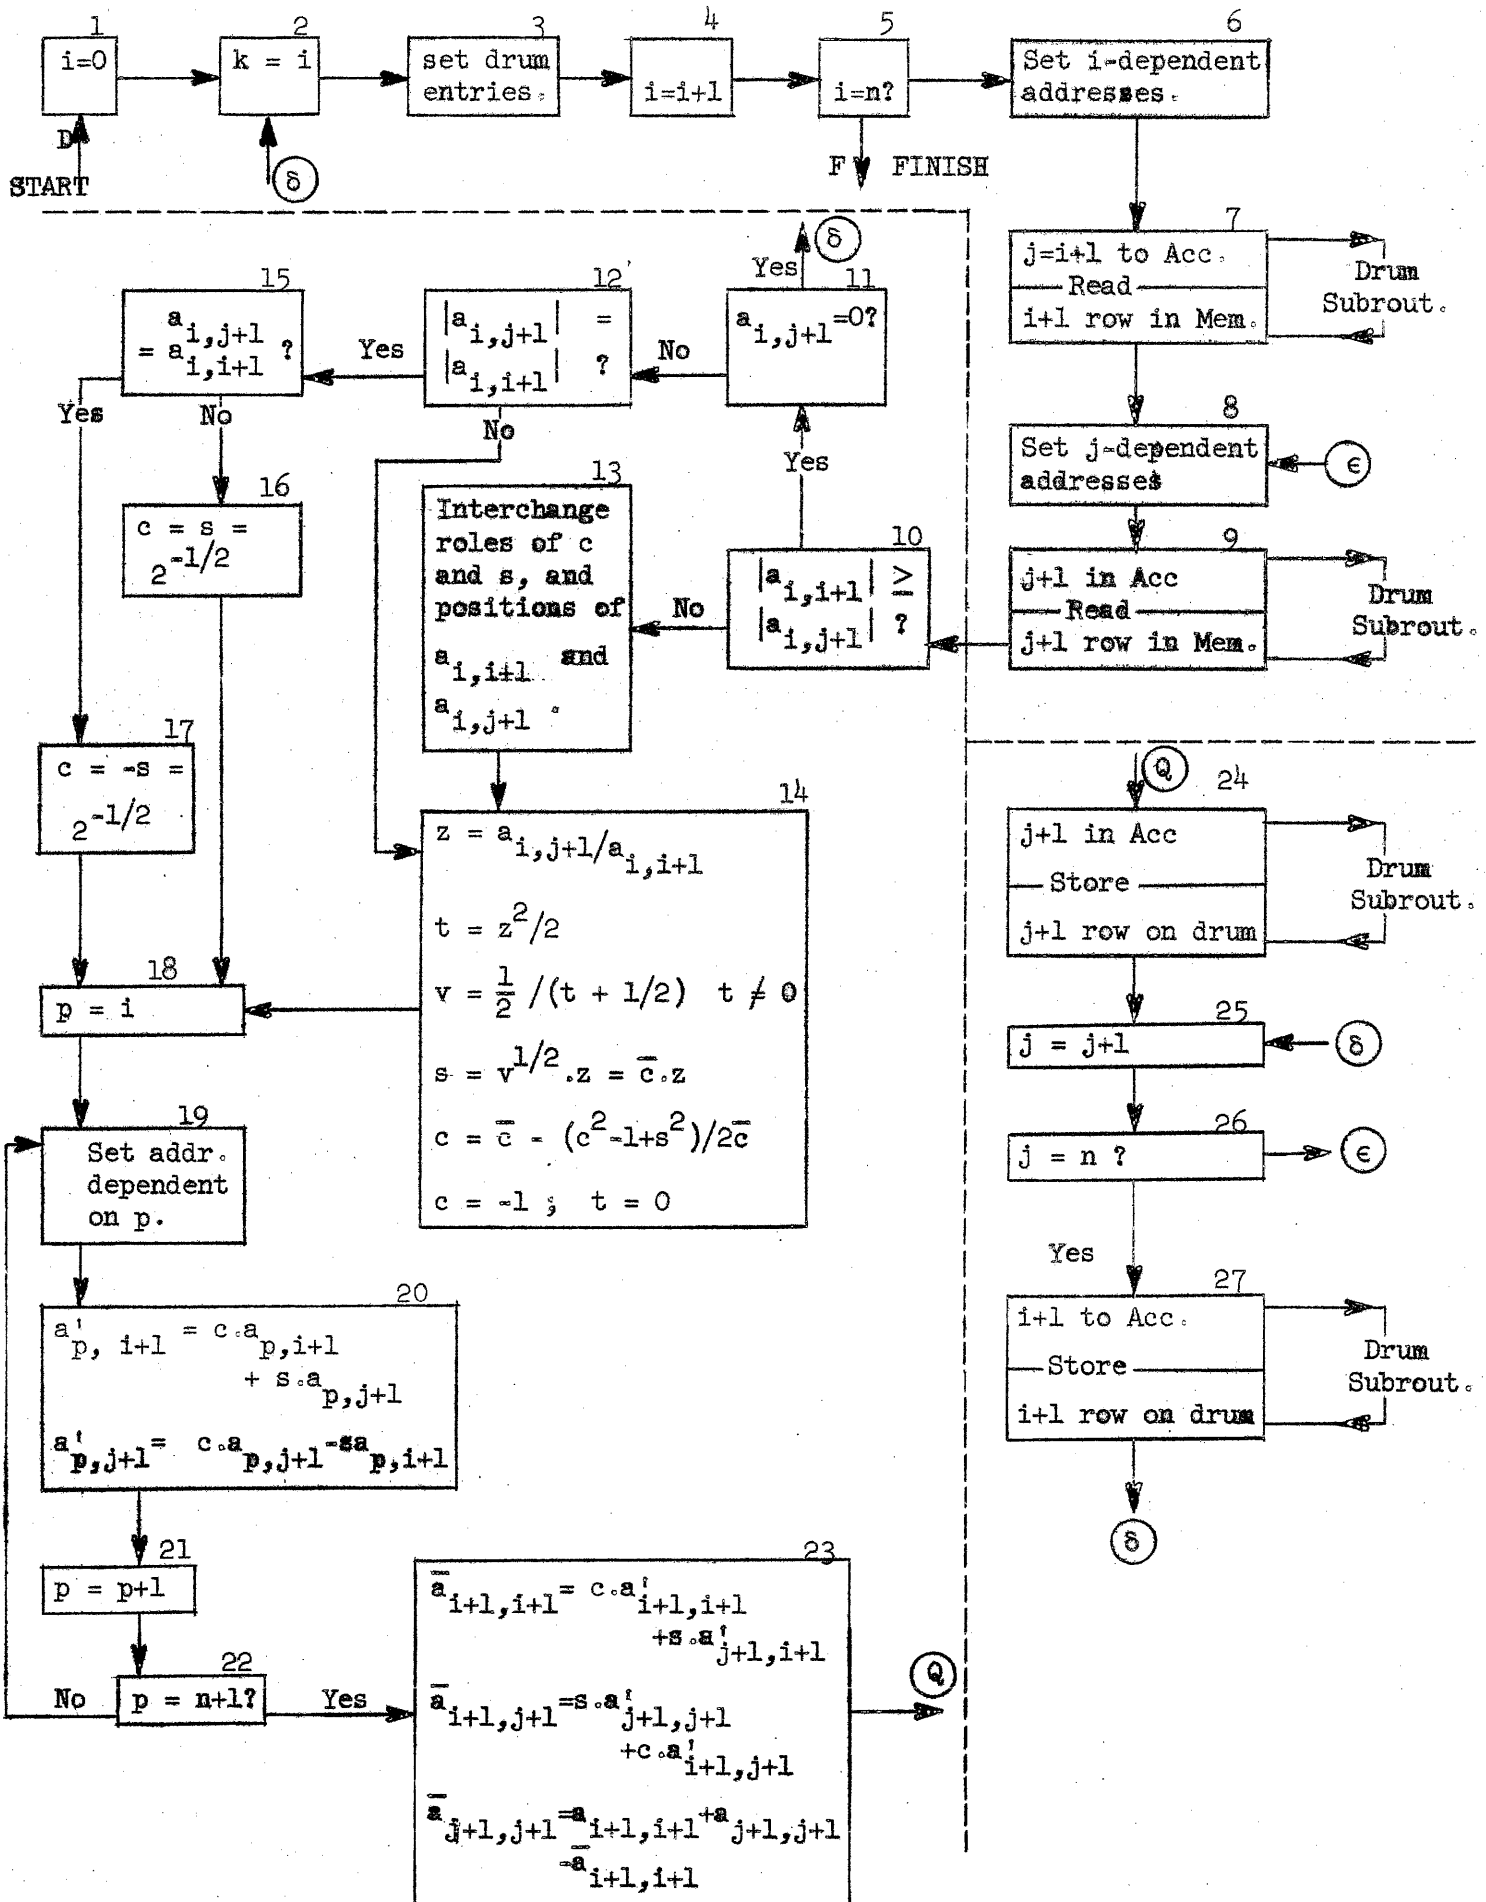 1
i=0
D
START
2
k = i
δ
3
set drum
entries.
4
i=i+1
5
i=n?
F FINISH
6
Set i-dependent
addresses.
7
j=i+1 to Acc.
Read
i+1 row in Mem.
Drum
Subrout.
8
Set j-dependent
addresses
ϵ
9
j+1 in Acc
Read
j+1 row in Mem.
Drum
Subrout.
10
|a i,i+1| ≥
|a i,j+1| ?
No
Yes
11
a i,j+1 =0?
Yes
δ
No
12'
|a i,j+1| =
|a i,i+1| ?
Yes
No
13
Interchange
roles of c
and s, and
positions of
a i,i+1 and
a i,j+1 .
14
z = a i,j+1/a i,i+1
t = z²/2
v = 1/2 /(t + 1/2) t ≠ 0
s = v^1/2 .z = c̄.z
c = c̄ - (c²-1+s²)/2c̄
c = -1 ; t = 0
15
a i,j+1
= a i,i+1 ?
Yes
No
16
c = s =
2^-1/2
17
c = -s =
2^-1/2
18
p = i
19
Set addr.
dependent
on p.
20
a' p, i+1 = c.a p,i+1
+ s.a p,j+1
a' p,j+1 = c.a p,j+1 -sa p,i+1
21
p = p+1
22
p = n+1?
No
Yes
23
ā i+1,i+1 = c.a' i+1,i+1
+s.a' j+1,i+1
ā i+1,j+1 =s.a' j+1,j+1
+c.a' i+1,j+1
ā j+1,j+1 =a i+1,i+1 +a j+1,j+1
-ā i+1,i+1
Q
Q
24
j+1 in Acc
Store
j+1 row on drum
Drum
Subrout.
25
j = j+1
δ
26
j = n ?
ϵ
Yes
27
i+1 to Acc.
Store
i+1 row on drum
Drum
Subrout.
δ